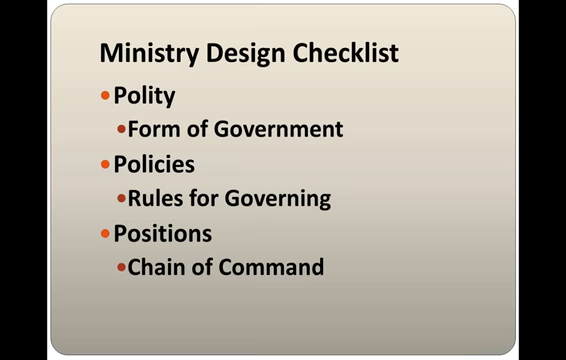 Ministry Design Checklist
•Polity
•Form of Government
•Policies
•Rules for Governing
•Positions
•Chain of Command